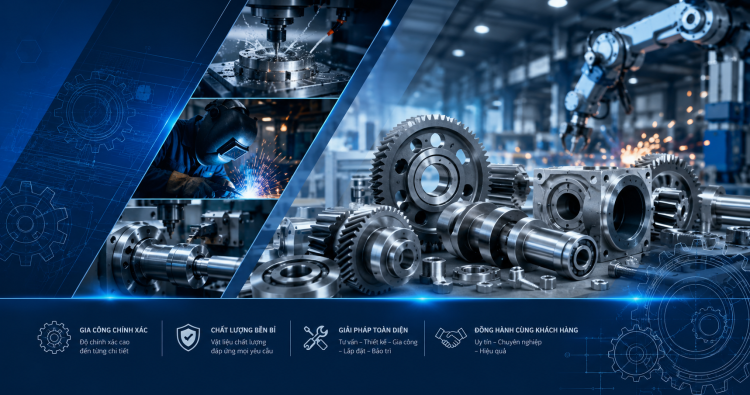 GIA CÔNG CHÍNH XÁC
Độ chính xác cao
đến từng chi tiết
CHẤT LƯỢNG BỀN BỈ
Vật liệu chất lượng
đáp ứng mọi yêu cầu
GIẢI PHÁP TOÀN DIỆN
Tư vấn – Thiết kế – Gia công
– Lắp đặt – Bảo trì
ĐỒNG HÀNH CÙNG KHÁCH HÀNG
Uy tín – Chuyên nghiệp
– Hiệu quả